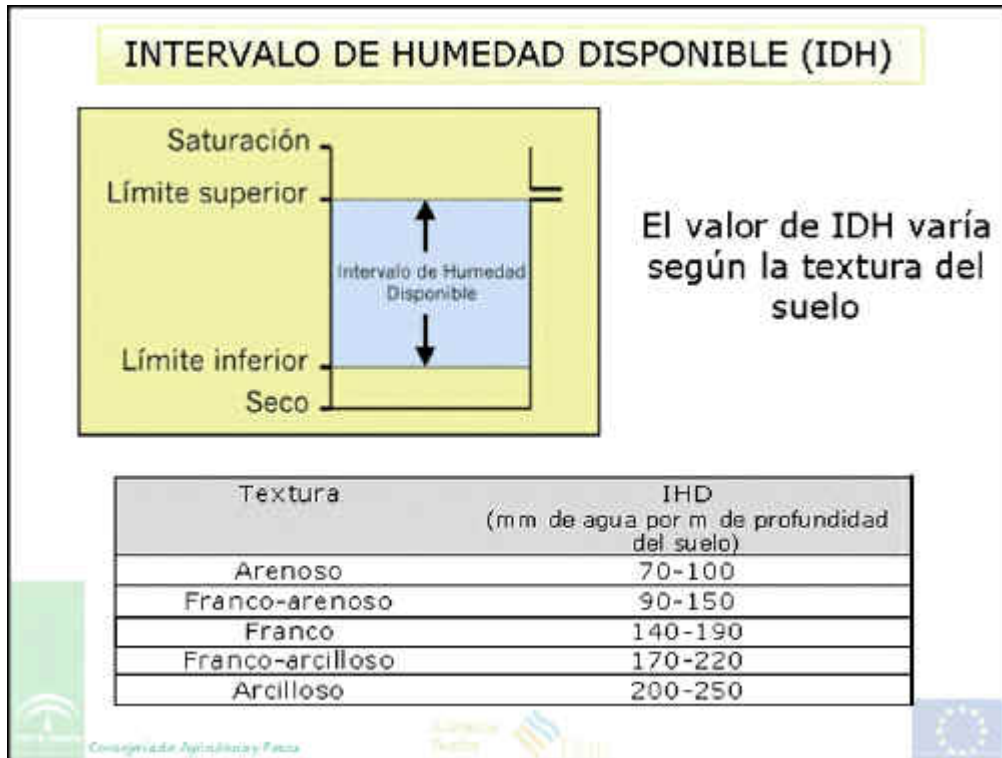 INTERVALO DE HUMEDAD DISPONIBLE (IDH)
Saturación
Límite superior
Intervalo de Humedad
Disponible
Límite inferior
Seco
El valor de IDH varía
según la textura del
suelo
Textura IHD
(mm de agua por m de profundidad
del suelo)
Arenoso 70-100
Franco-arenoso 90-150
Franco 140-190
Franco-arcilloso 170-220
Arcilloso 200-250
Consejería de Agricultura y Pesca